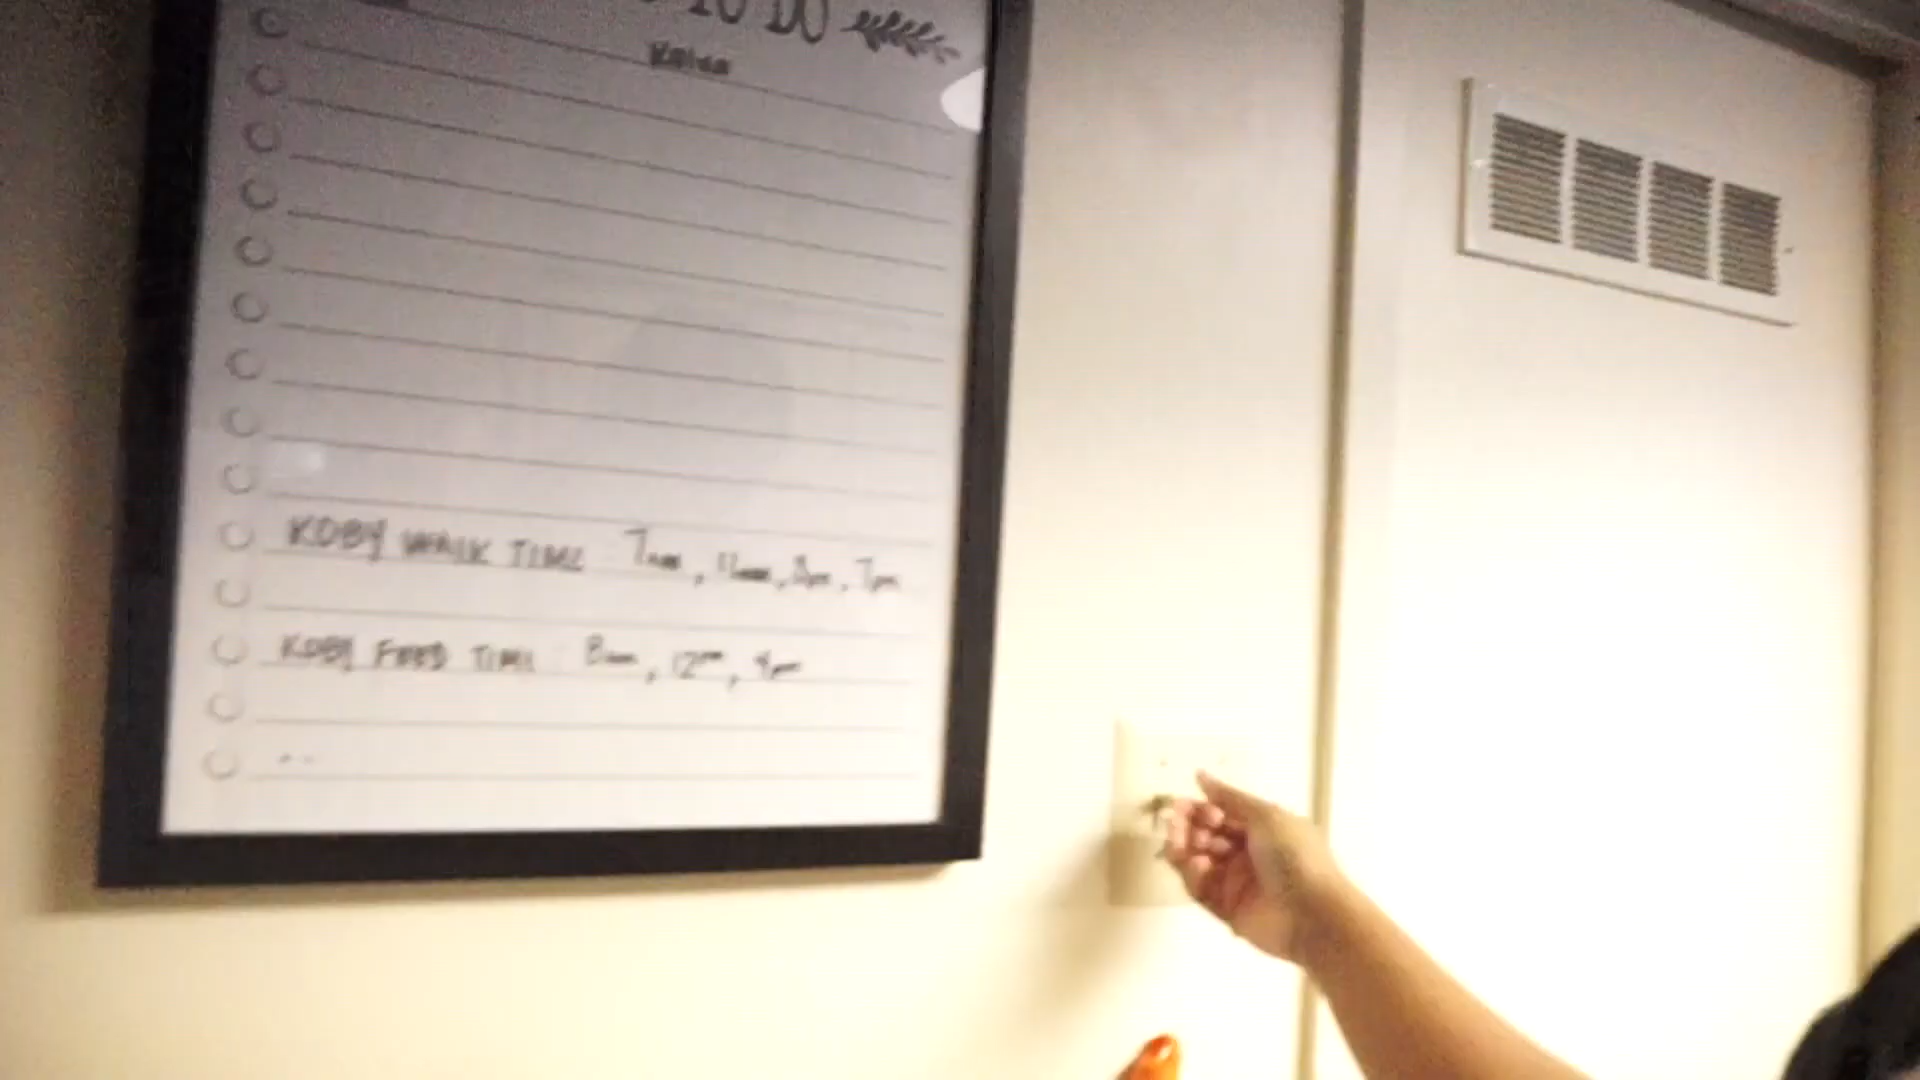 TO DO
KOBY WALK TIME 7am, 11am, 3pm, 7pm
KOBY FEED TIME 8am, 12pm, 4pm